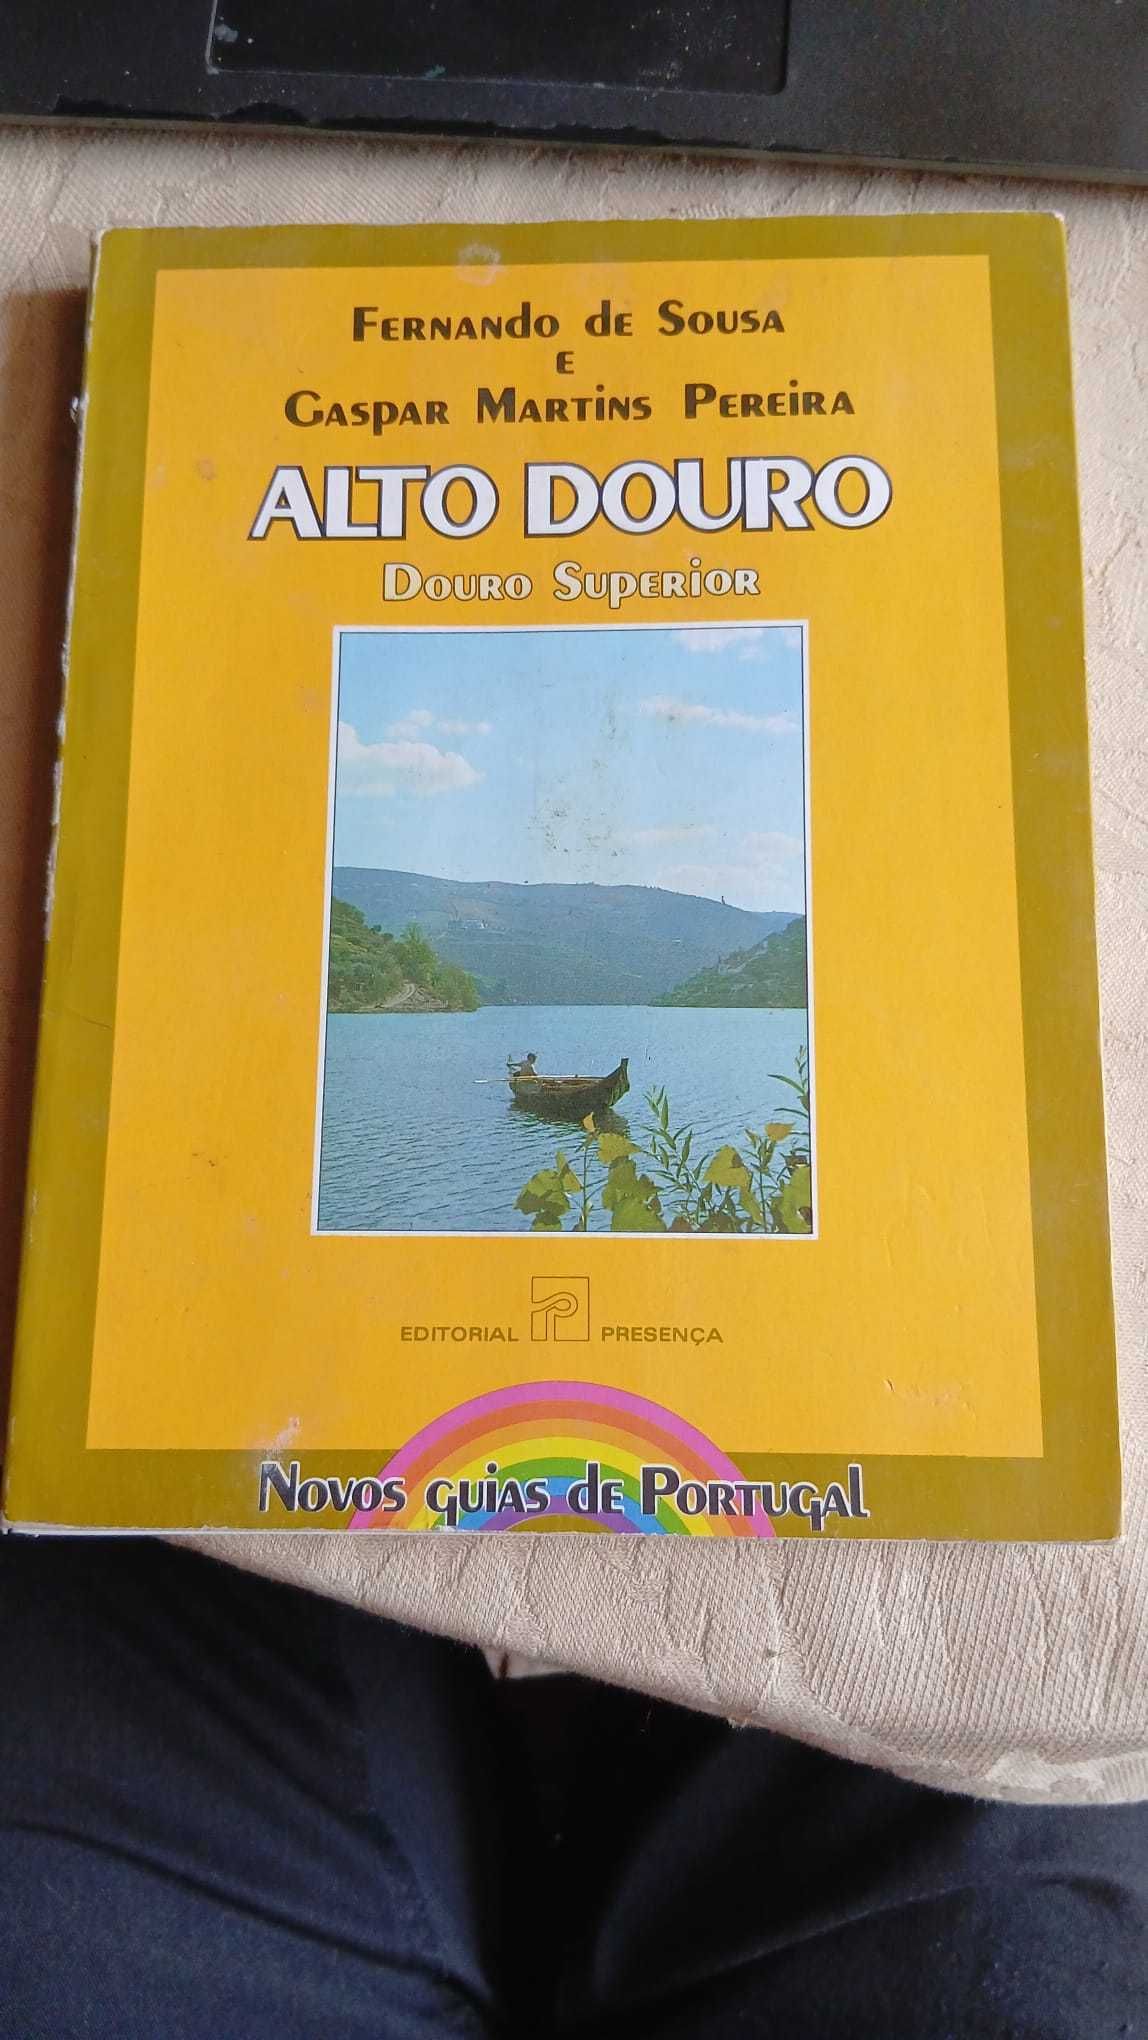 Fernando de Sousa
e
Gaspar Martins Pereira
ALTO DOURO
Douro Superior
EDITORIAL PRESENÇA
Novos guias de Portugal